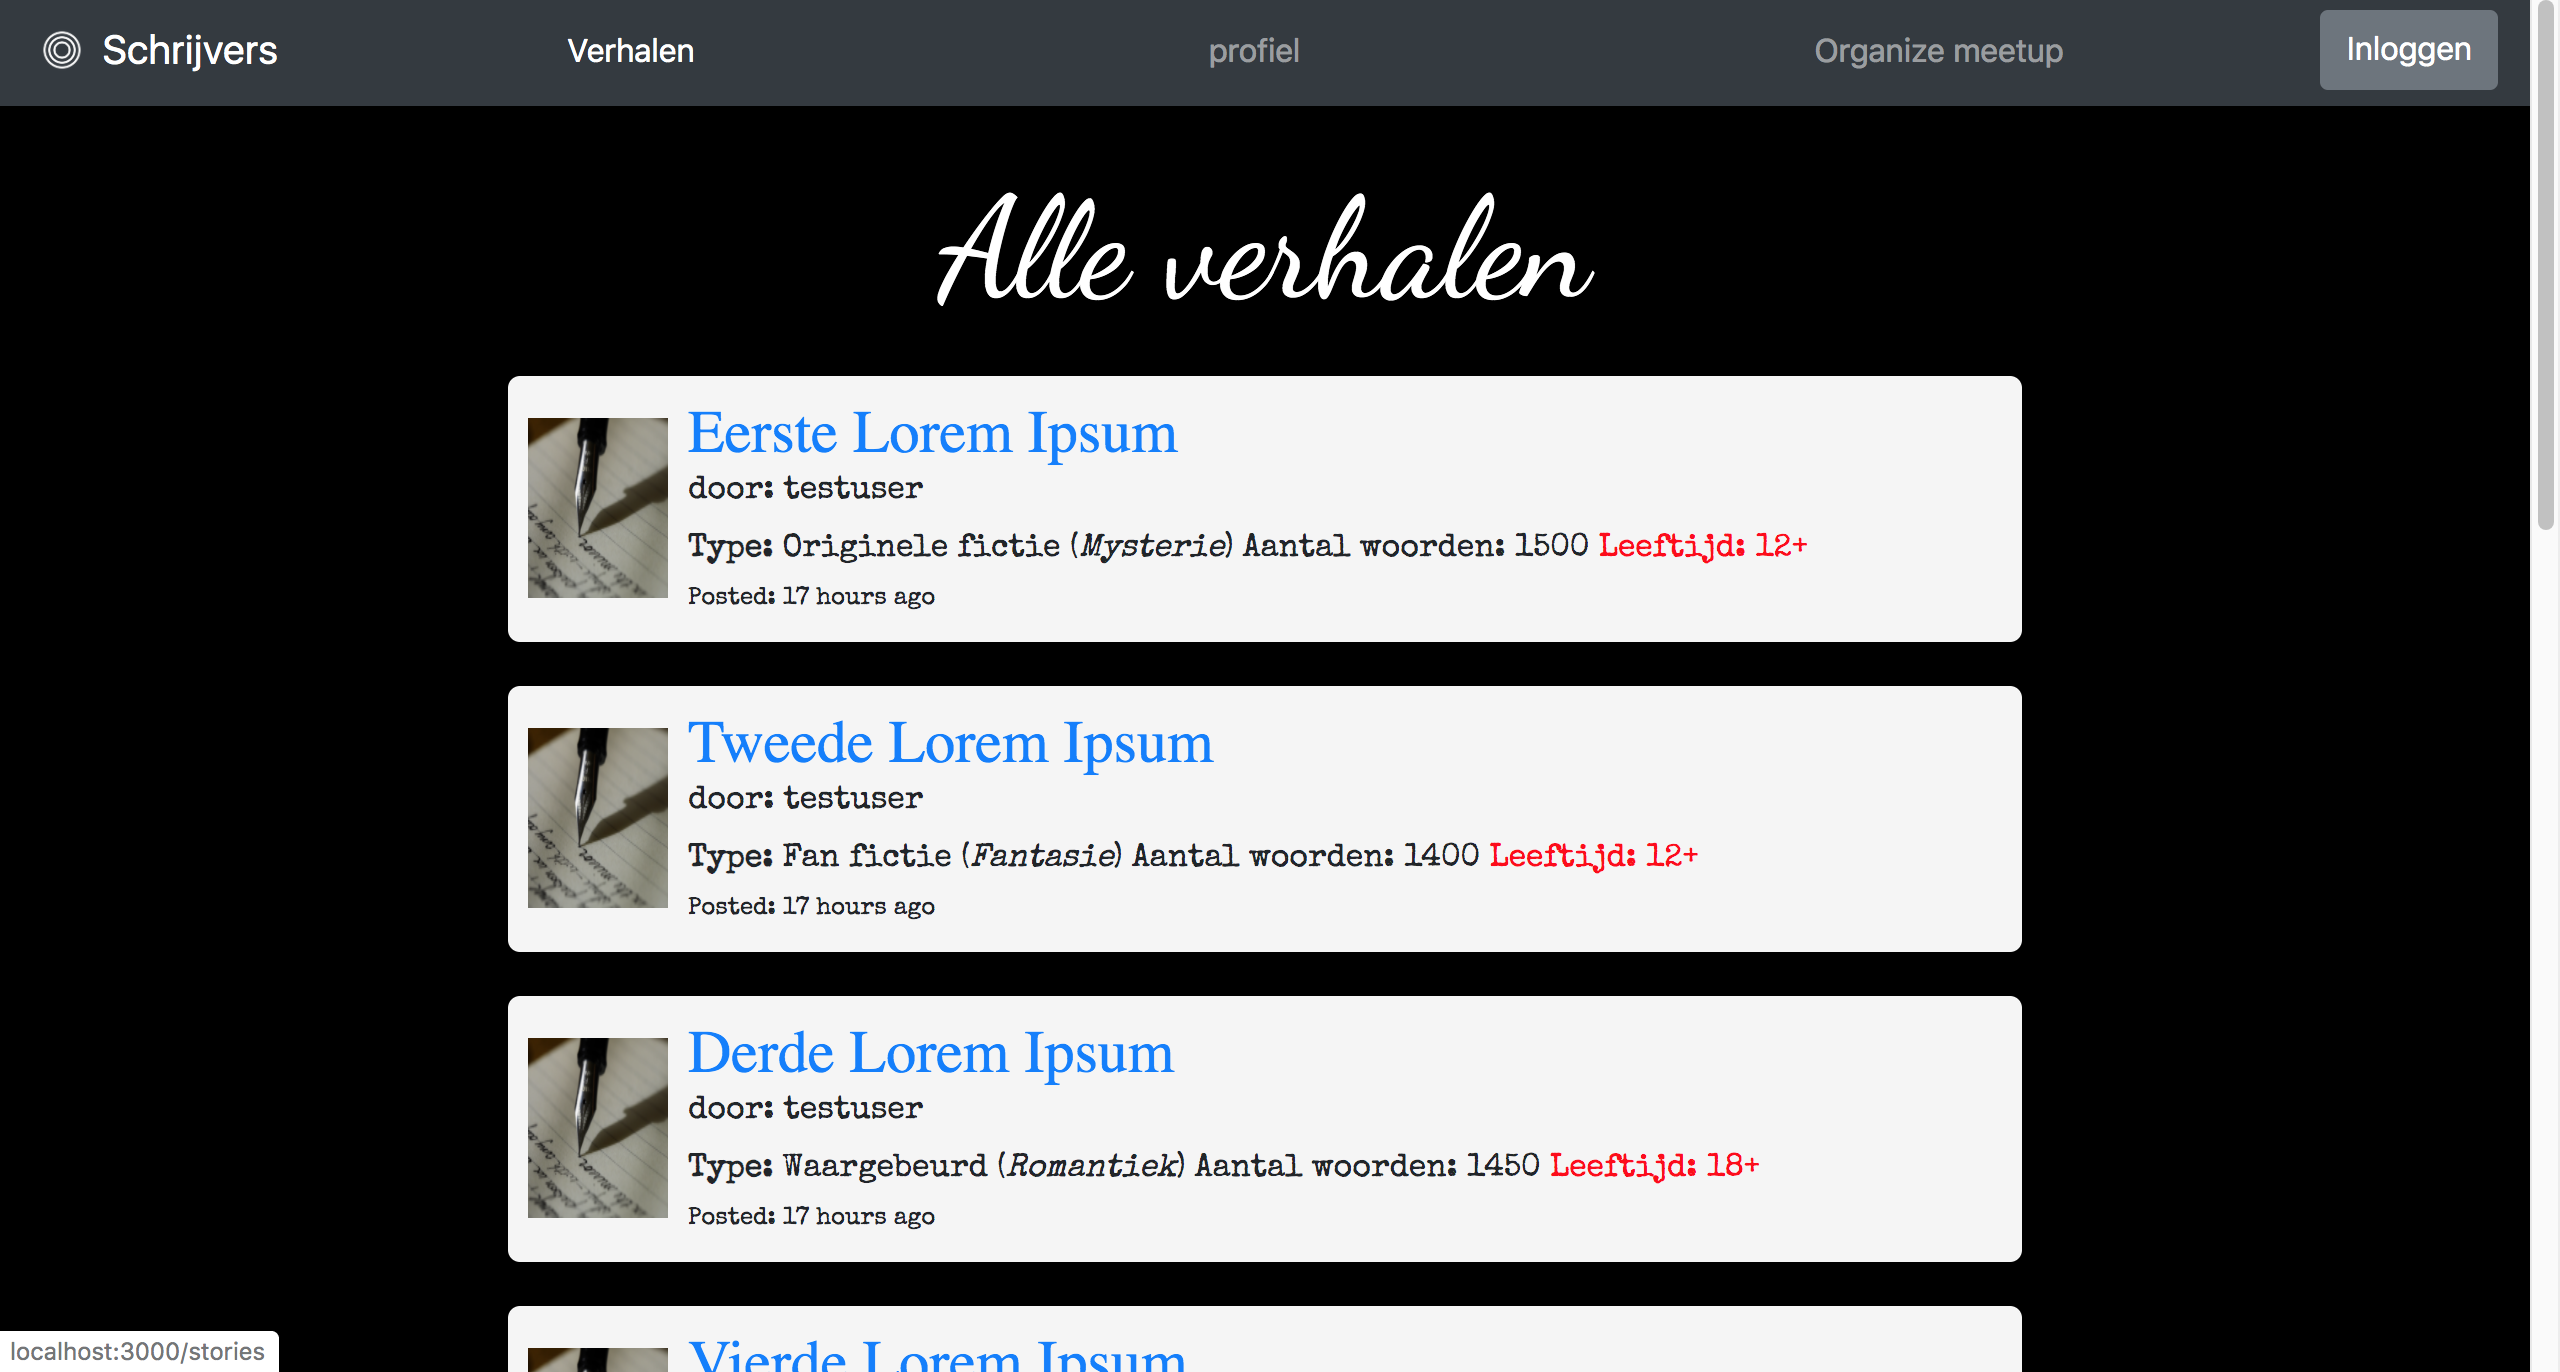 Schrijvers Verhalen profiel Organize meetup Inloggen
Alle verhalen
Eerste Lorem Ipsum
door: testuser
Type: Originele fictie (Mysterie) Aantal woorden: 1500 Leeftijd: 12+
Posted: 17 hours ago
Tweede Lorem Ipsum
door: testuser
Type: Fan fictie (Fantasie) Aantal woorden: 1400 Leeftijd: 12+
Posted: 17 hours ago
Derde Lorem Ipsum
door: testuser
Type: Waargebeurd (Romantiek) Aantal woorden: 1450 Leeftijd: 18+
Posted: 17 hours ago
Vierde Lorem Ipsum
localhost:3000/stories